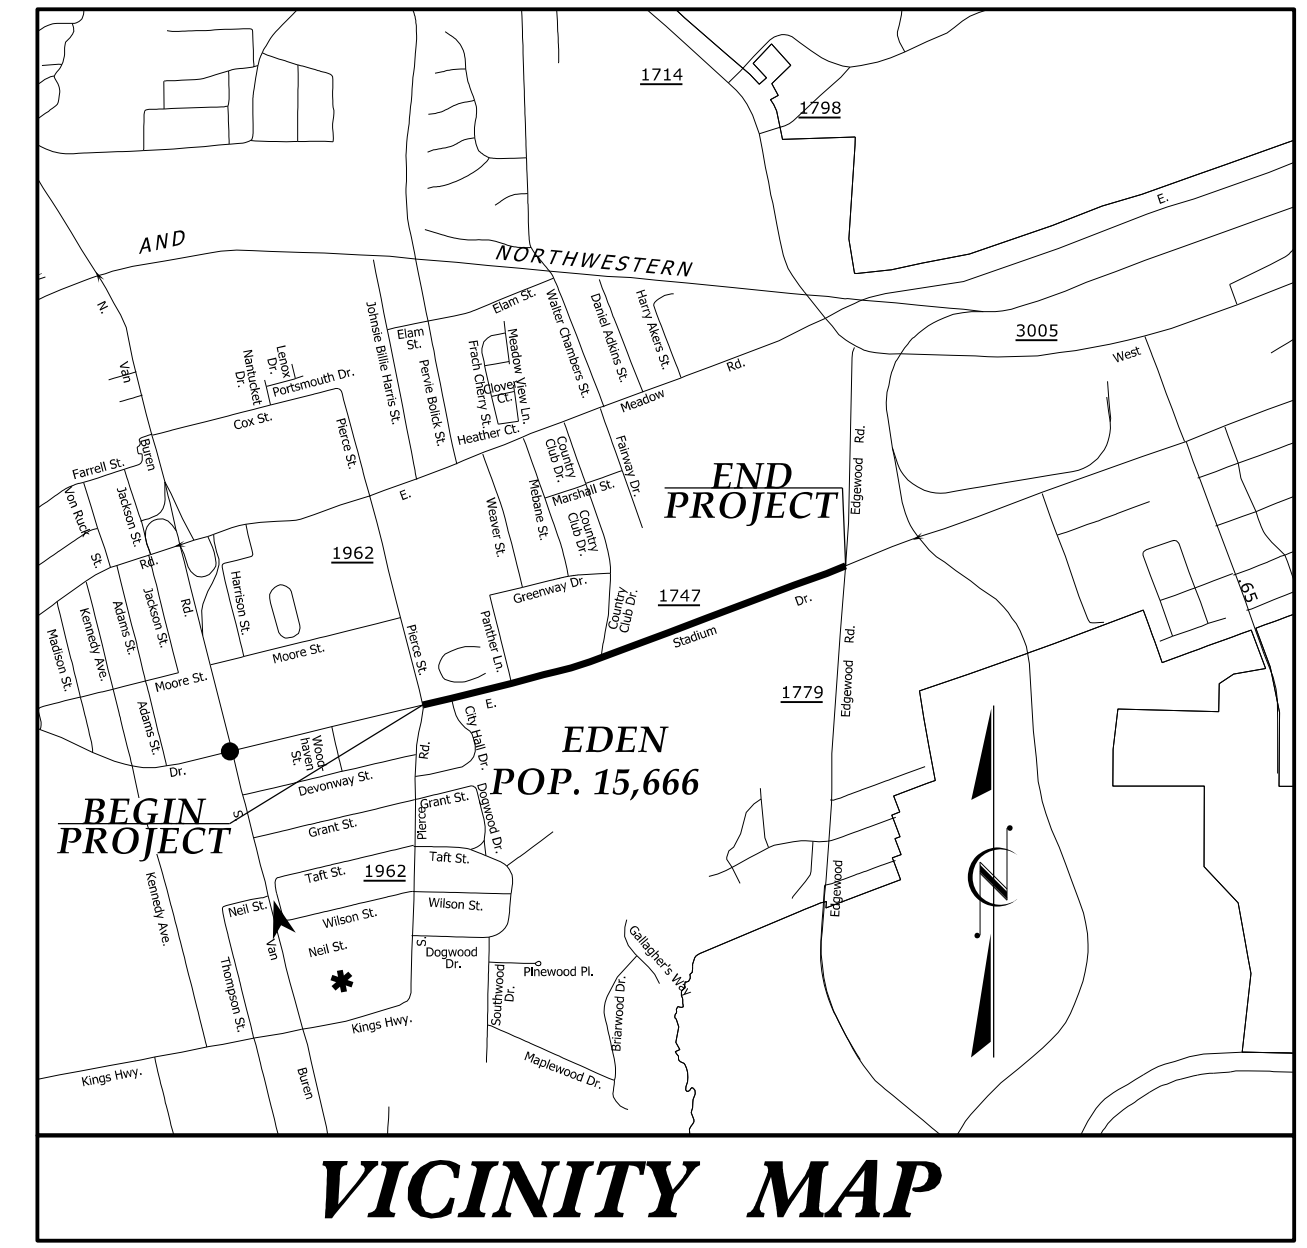 1714
1798
E.
AND
NORTHWESTERN
N.
Van
Johnsie Billie Harris St.
Elam St.
Elam
St.
Walter Chambers St.
Daniel Adkins St.
Harry Akers St.
3005
West
Nantucket
Dr.
Lenox
Dr.
Portsmouth Dr.
Cox St.
Pierce St.
Pervie Bolick St.
Frach Cherry St.
Meadow View Ln.
Clover
Ct.
Heather Ct.
Meadow
Rd.
E.
Buren
Farrell St.
Von Ruck
St.
Jackson St.
Rd.
Rd.
Weaver St.
Mebane St.
Country
Club Dr.
Marshall St.
Country
Club Dr.
Fairway Dr.
Edgewood Rd.
END
PROJECT
1962
Harrison St.
Greenway Dr.
Country
Club Dr.
1747
Stadium
Dr.
65
Madison St.
Kennedy Ave.
Adams St.
Jackson St.
Moore St.
Moore St.
Pierce St.
Panther Ln.
E.
1779
Edgewood Rd.
Adams St.
Dr.
Wood-
haven
St.
Devonway St.
Rd.
City Hall Dr.
EDEN
POP. 15,666
BEGIN
PROJECT
S.
Grant St.
Grant St.
Pierce
Dogwood Dr.
Taft St.
Taft St.
1962
Kennedy Ave.
Neil St.
Wilson St.
Wilson St.
Van
Neil St.
S.
Dogwood
Dr.
Pinewood Pl.
Southwood
Dr.
Gallagher's Way
Briarwood Dr.
Edgewood
N
Thompson St.
Kings Hwy.
Kings Hwy.
Buren
Maplewood Dr.
VICINITY MAP